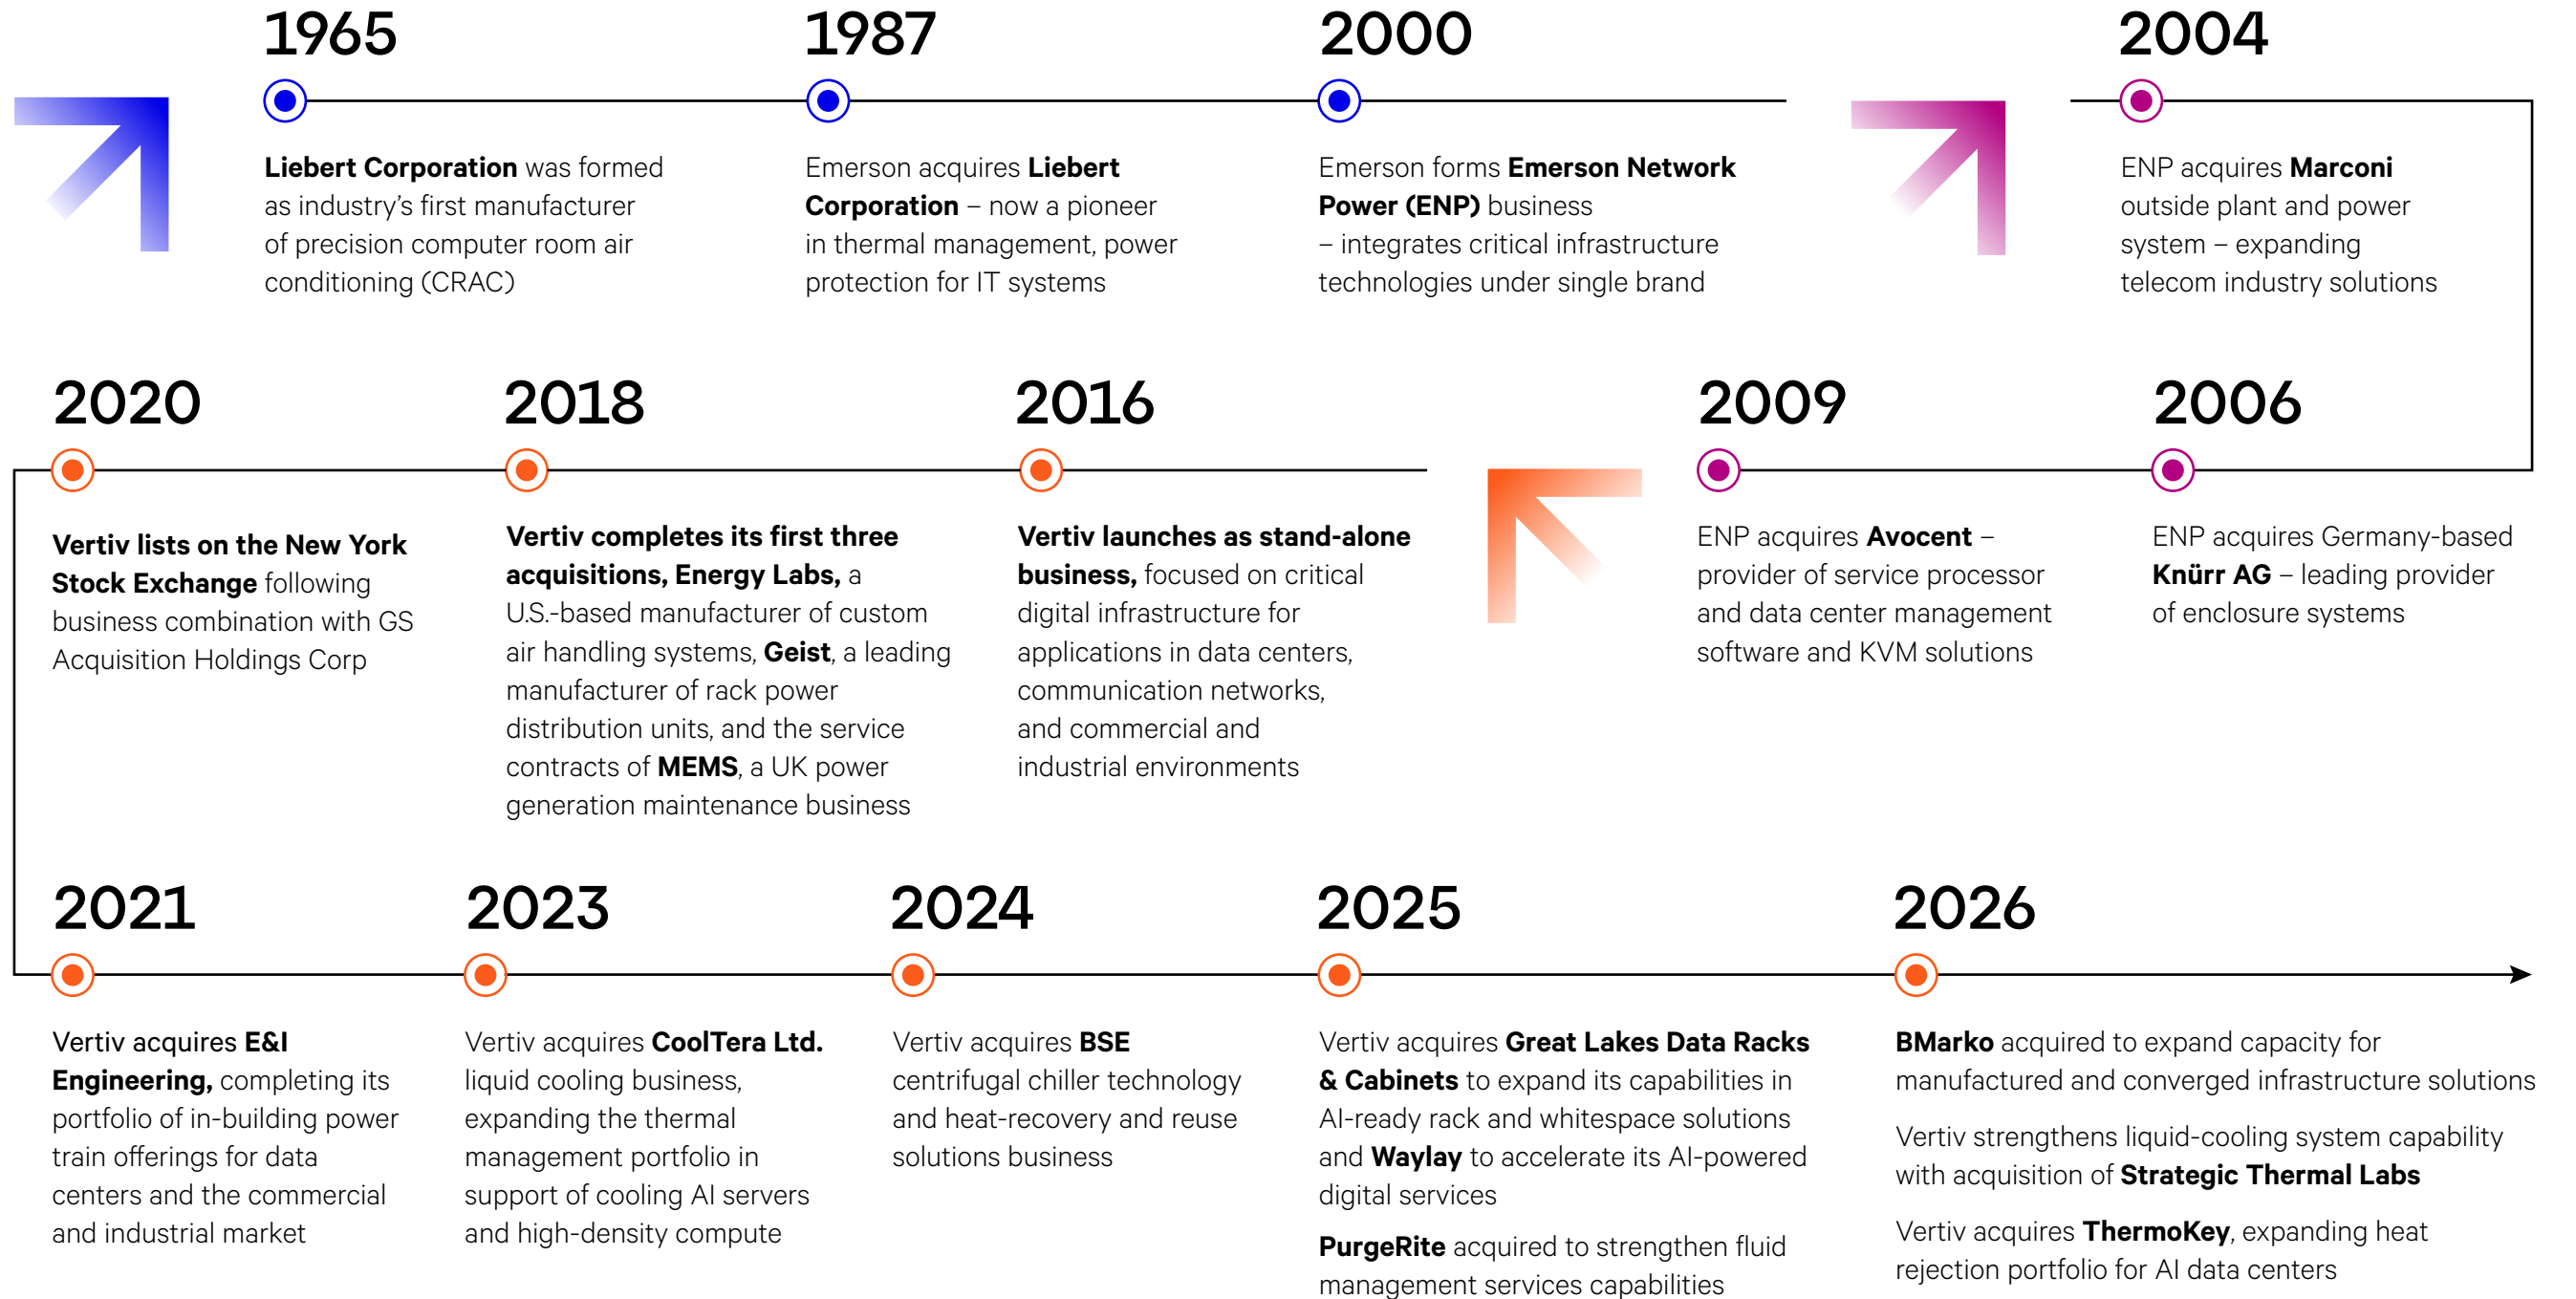 1965
Liebert Corporation was formed
as industry’s first manufacturer
of precision computer room air
conditioning (CRAC)
1987
Emerson acquires Liebert
Corporation – now a pioneer
in thermal management, power
protection for IT systems
2000
Emerson forms Emerson Network
Power (ENP) business
– integrates critical infrastructure
technologies under single brand
2004
ENP acquires Marconi
outside plant and power
system – expanding
telecom industry solutions
2006
ENP acquires Germany-based
Knürr AG – leading provider
of enclosure systems
2009
ENP acquires Avocent –
provider of service processor
and data center management
software and KVM solutions
2016
Vertiv launches as stand-alone
business, focused on critical
digital infrastructure for
applications in data centers,
communication networks,
and commercial and
industrial environments
2018
Vertiv completes its first three
acquisitions, Energy Labs, a
U.S.-based manufacturer of custom
air handling systems, Geist, a leading
manufacturer of rack power
distribution units, and the service
contracts of MEMS, a UK power
generation maintenance business
2020
Vertiv lists on the New York
Stock Exchange following
business combination with GS
Acquisition Holdings Corp
2021
Vertiv acquires E&I
Engineering, completing its
portfolio of in-building power
train offerings for data
centers and the commercial
and industrial market
2023
Vertiv acquires CoolTera Ltd.
liquid cooling business,
expanding the thermal
management portfolio in
support of cooling AI servers
and high-density compute
2024
Vertiv acquires BSE
centrifugal chiller technology
and heat-recovery and reuse
solutions business
2025
Vertiv acquires Great Lakes Data Racks
& Cabinets to expand its capabilities in
AI-ready rack and whitespace solutions
and Waylay to accelerate its AI-powered
digital services
PurgeRite acquired to strengthen fluid
management services capabilities
2026
BMarko acquired to expand capacity for
manufactured and converged infrastructure solutions
Vertiv strengthens liquid-cooling system capability
with acquisition of Strategic Thermal Labs
Vertiv acquires ThermoKey, expanding heat
rejection portfolio for AI data centers